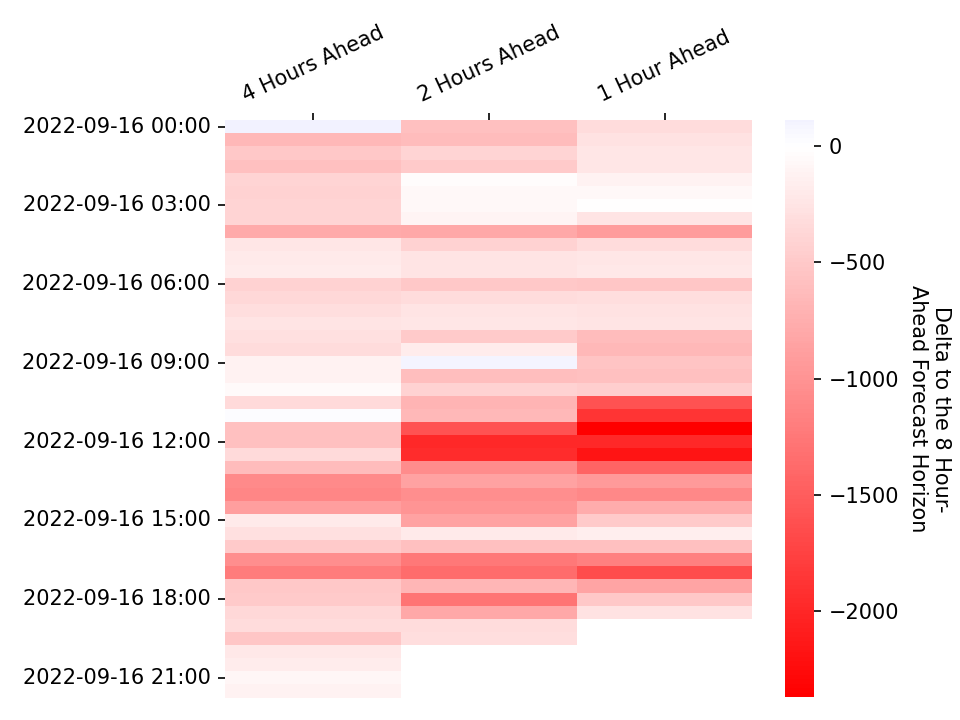 4 Hours Ahead
2 Hours Ahead
1 Hour Ahead
2022-09-16 00:00
2022-09-16 03:00
2022-09-16 06:00
2022-09-16 09:00
2022-09-16 12:00
2022-09-16 15:00
2022-09-16 18:00
2022-09-16 21:00
0
−500
−1000
−1500
−2000
Delta to the 8 Hour-
Ahead Forecast Horizon